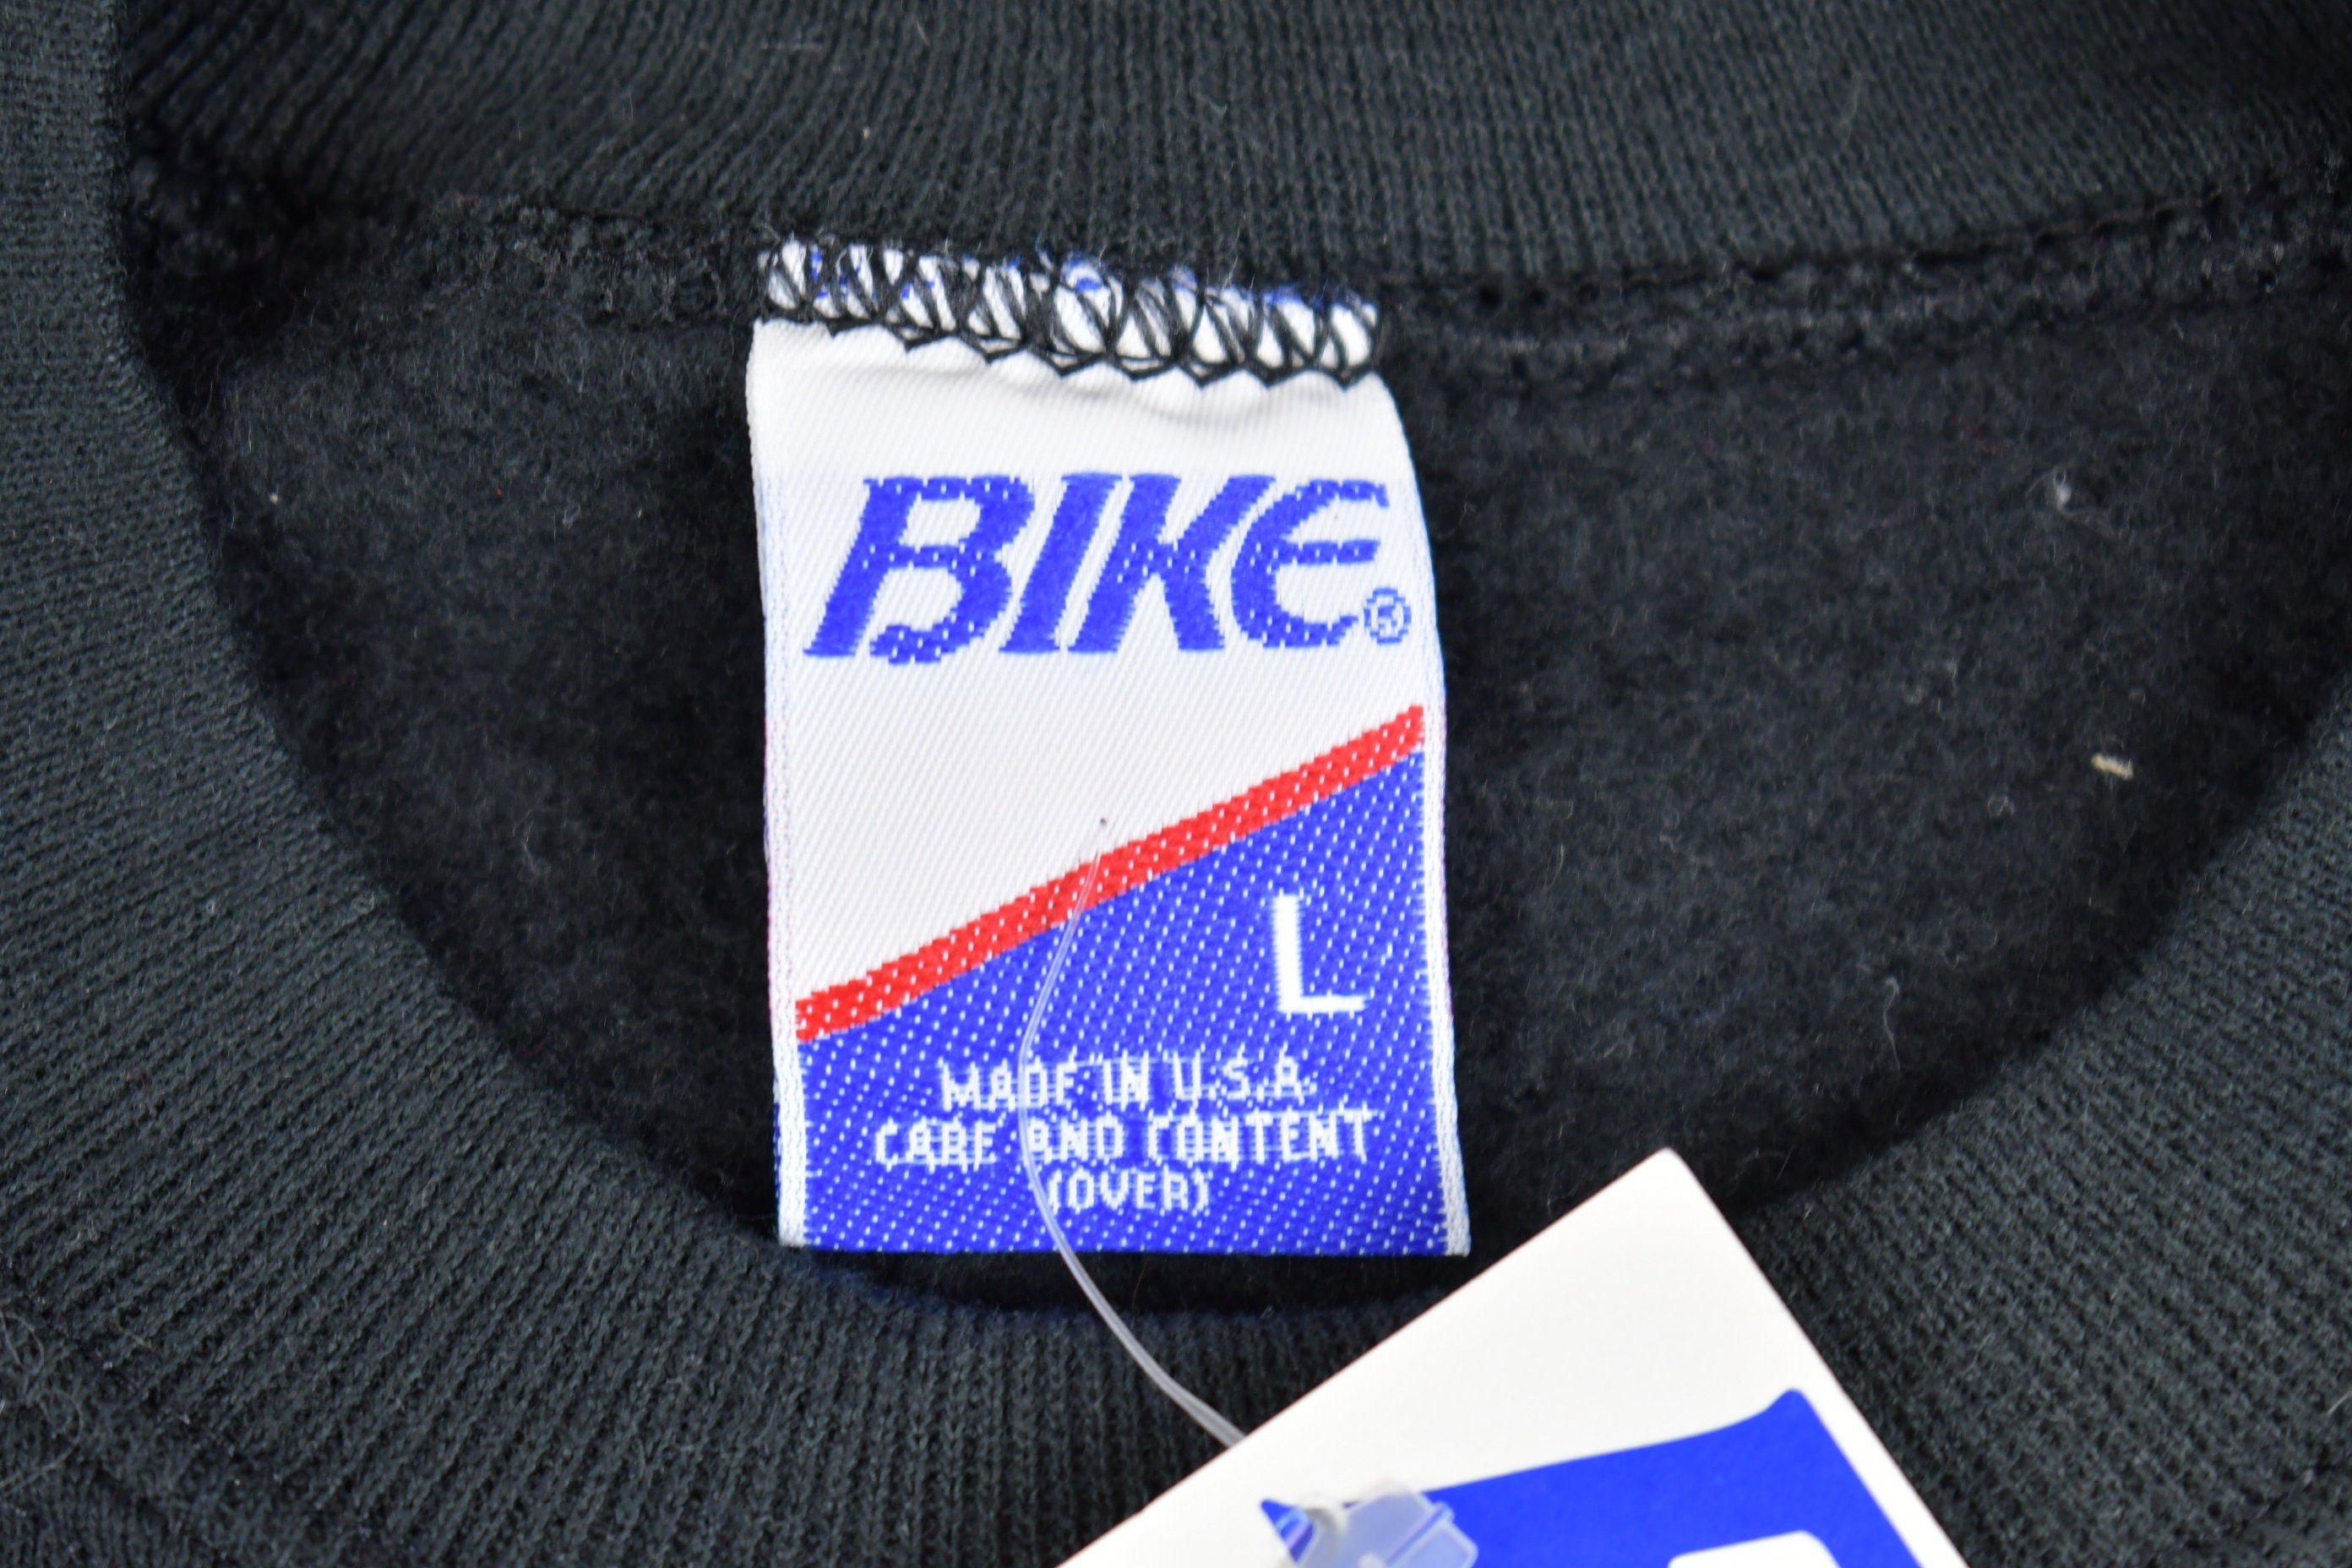 BIKE®
L
MADE IN U.S.A.
CARE AND CONTENT
(OVER)